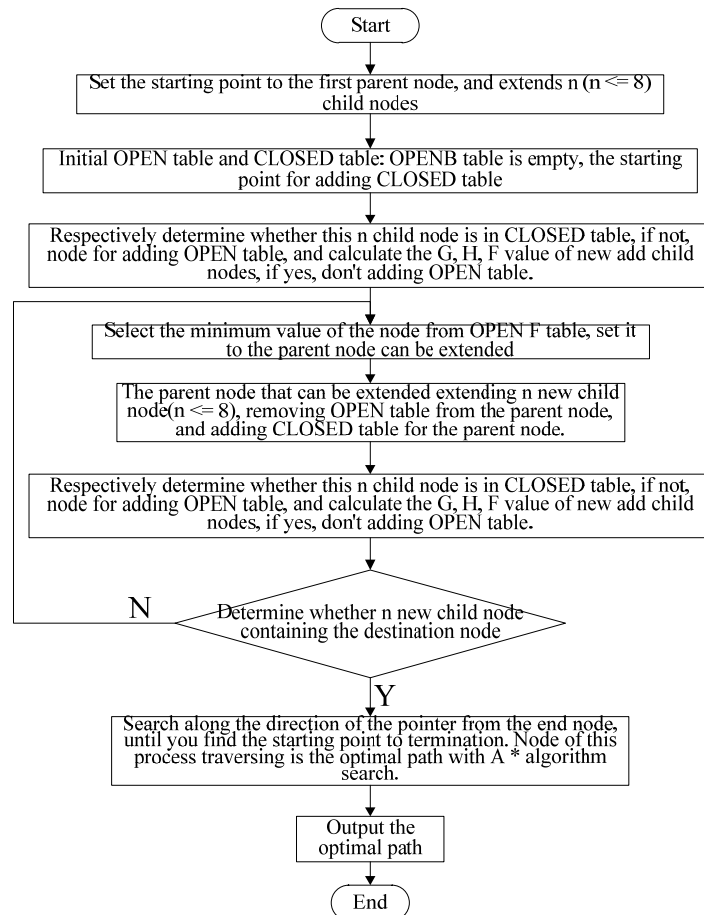 Start
Set the starting point to the first parent node, and extends n (n <= 8)
child nodes
Initial OPEN table and CLOSED table: OPENB table is empty, the starting
point for adding CLOSED table
Respectively determine whether this n child node is in CLOSED table, if not,
node for adding OPEN table, and calculate the G, H, F value of new add child
nodes, if yes, don't adding OPEN table.
Select the minimum value of the node from OPEN F table, set it
to the parent node can be extended
The parent node that can be extended extending n new child
node(n <= 8), removing OPEN table from the parent node,
and adding CLOSED table for the parent node.
Respectively determine whether this n child node is in CLOSED table, if not,
node for adding OPEN table, and calculate the G, H, F value of new add child
nodes, if yes, don't adding OPEN table.
N
Determine whether n new child node
containing the destination node
Y
Search along the direction of the pointer from the end node,
until you find the starting point to termination. Node of this
process traversing is the optimal path with A * algorithm
search.
Output the
optimal path
End